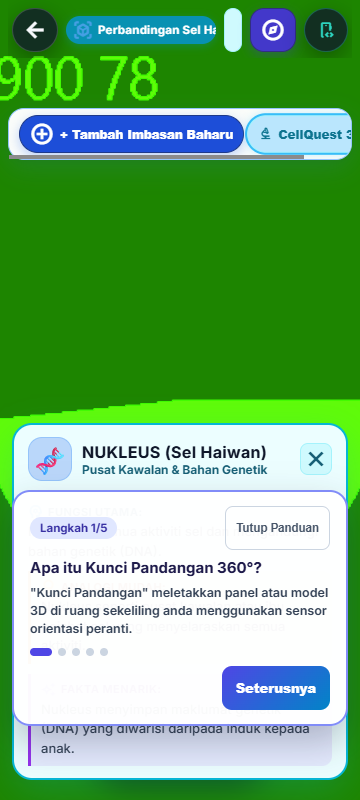 Perbandingan Sel Ha
900 78
+ Tambah Imbasan Baharu
CellQuest 3
NUKLEUS (Sel Haiwan)
Pusat Kawalan & Bahan Genetik
Langkah 1/5
Tutup Panduan
Apa itu Kunci Pandangan 360°?
"Kunci Pandangan" meletakkan panel atau model
3D di ruang sekeliling anda menggunakan sensor
orientasi peranti.
Seterusnya
(DNA) yang diwarisi daripada induk kepada
anak.